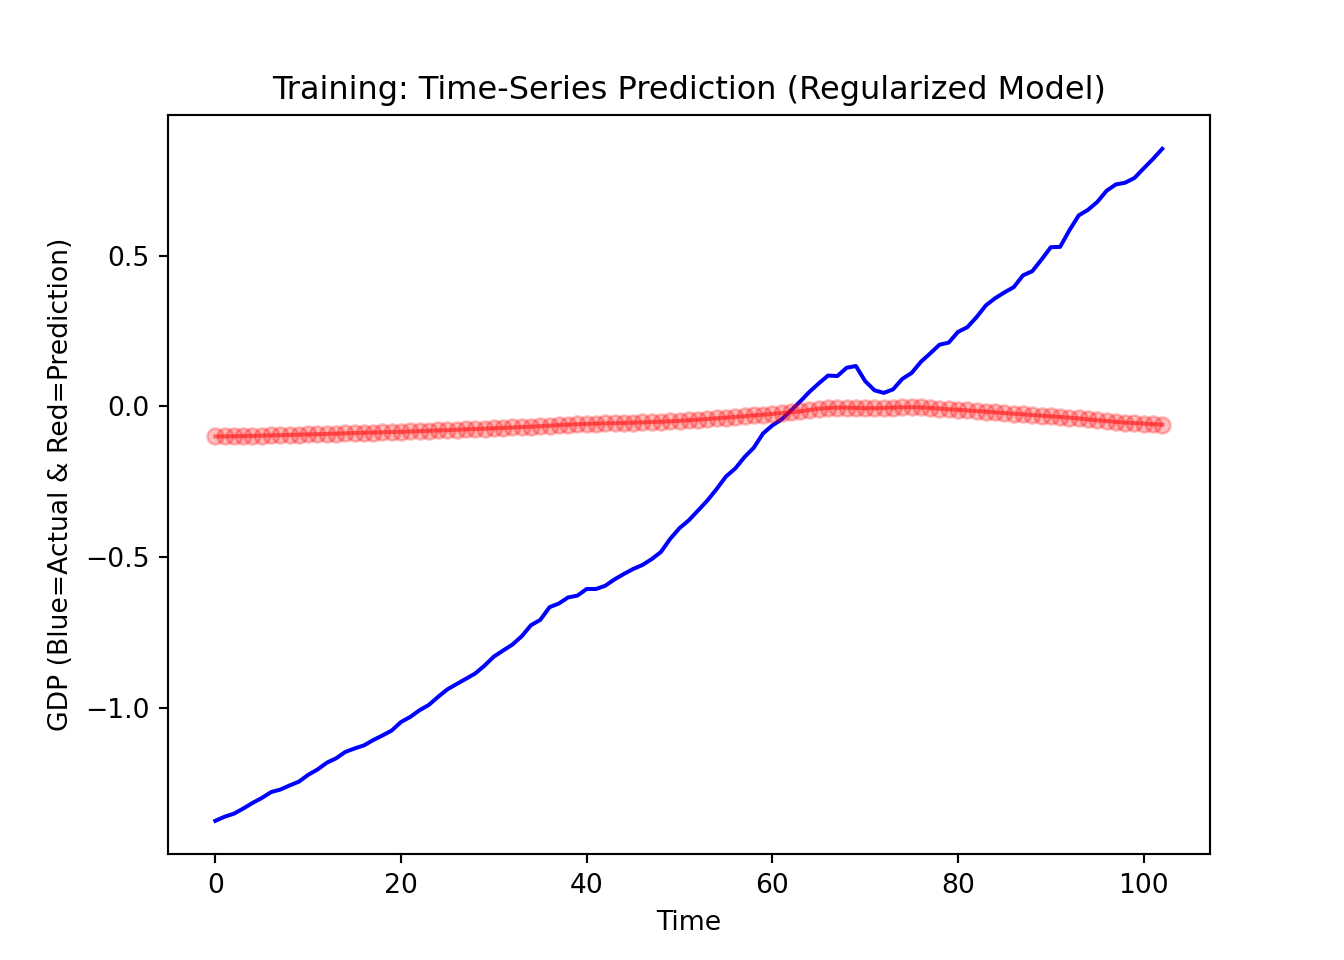 Training: Time-Series Prediction (Regularized Model)
GDP (Blue=Actual & Red=Prediction)
0.5
0.0
−0.5
−1.0
0 20 40 60 80 100
Time